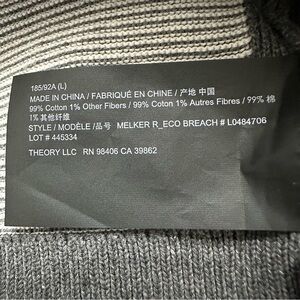 185/92A (L)
MADE IN CHINA / FABRIQUÉ EN CHINE / 产地 中国
99% Cotton 1% Other Fibers / 99% Coton 1% Autres Fibres / 99% 棉
1% 其他纤维
STYLE / MODÈLE /品号 MELKER R_ECO BREACH # L0484706
LOT # 445334
THEORY LLC RN 98406 CA 39862